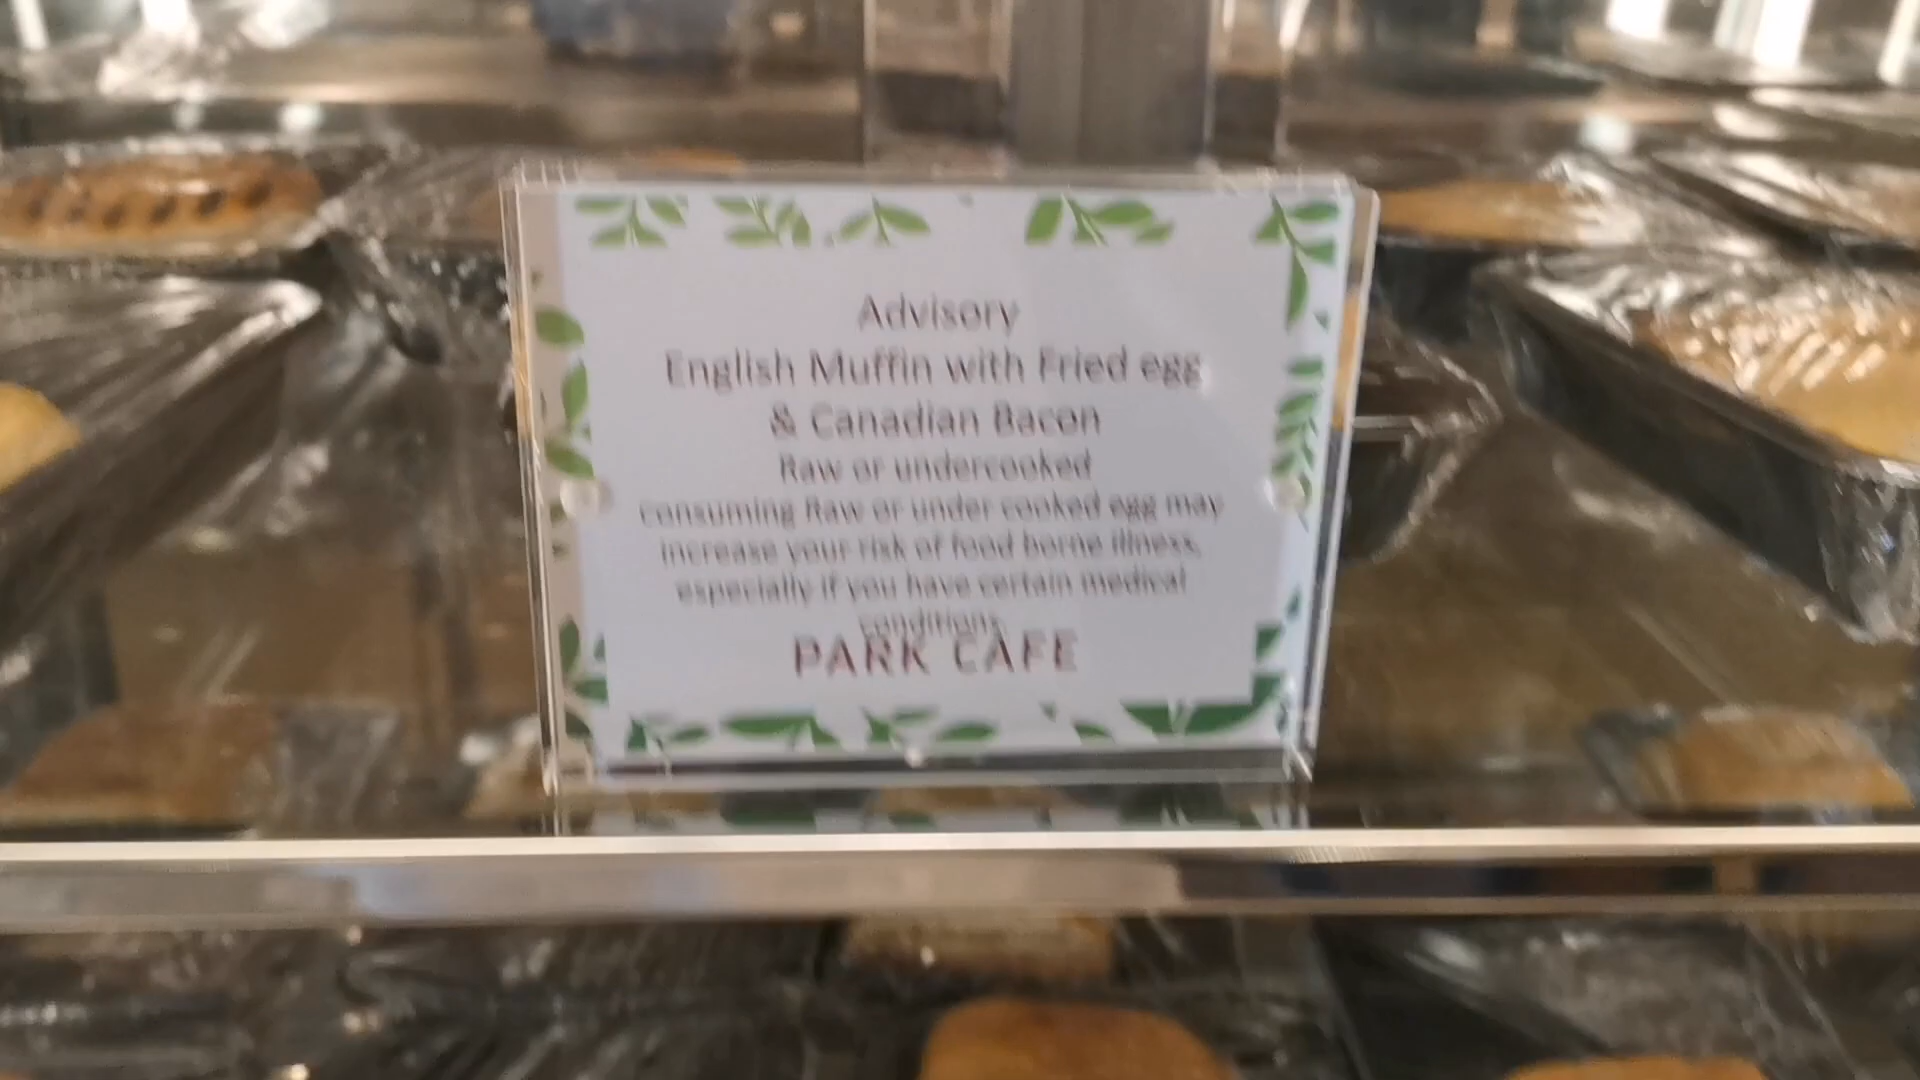 Advisory
English Muffin with Fried egg
& Canadian Bacon
Raw or undercooked
consuming Raw or under cooked egg may
increase your risk of food borne illness,
especially if you have certain medical
conditions.
PARK CAFE